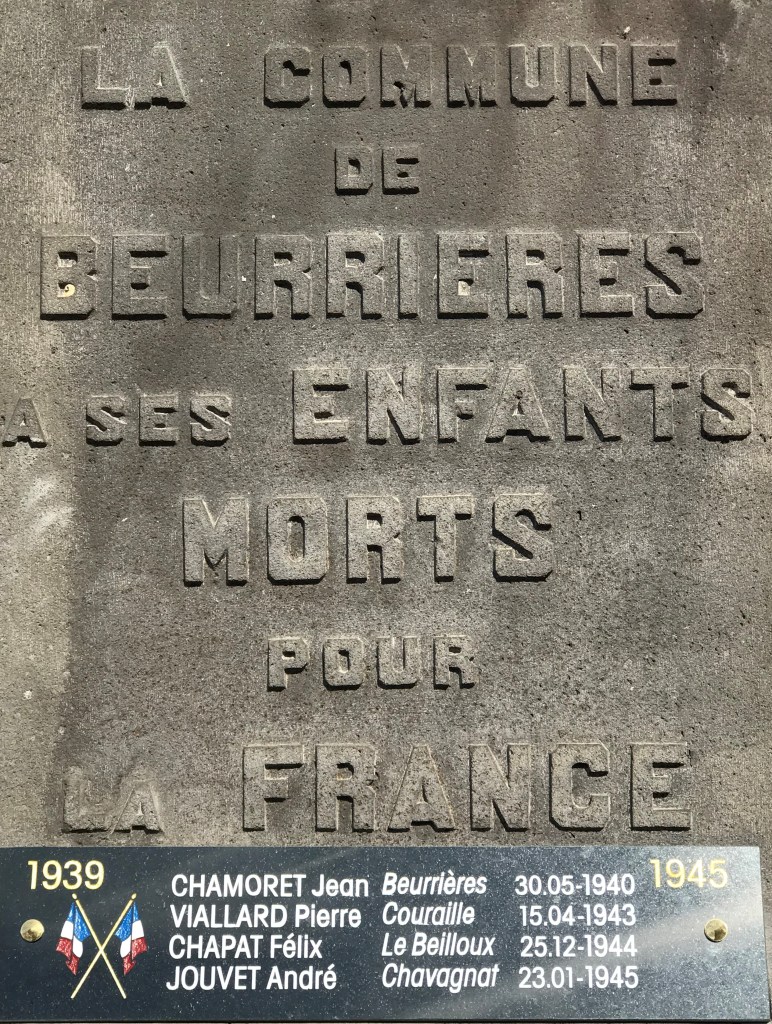 LA COMMUNE
DE
BEURRIERES
A SES ENFANTS
MORTS
POUR
LA FRANCE
1939 1945
CHAMORET Jean Beurrières 30.05-1940
VIALLARD Pierre Couraille 15.04-1943
CHAPAT Félix Le Beilloux 25.12-1944
JOUVET André Chavagnat 23.01-1945